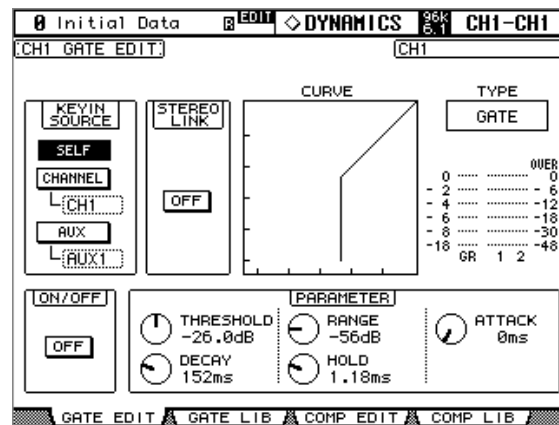 0 Initial Data R EDIT ◇DYNAMICS 96k 6.1 CH1-CH1
CH1 GATE EDIT
CH1
KEYIN SOURCE
SELF
CHANNEL
CH1
AUX
AUX1
STEREO LINK
OFF
CURVE
TYPE
GATE
OVER
0 0
-2 -6
-4 -12
-6 -18
-8 -30
-18 -48
GR 1 2
ON/OFF
OFF
PARAMETER
THRESHOLD
-26.0dB
RANGE
-56dB
ATTACK
0ms
DECAY
152ms
HOLD
1.18ms
GATE EDIT GATE LIB COMP EDIT COMP LIB